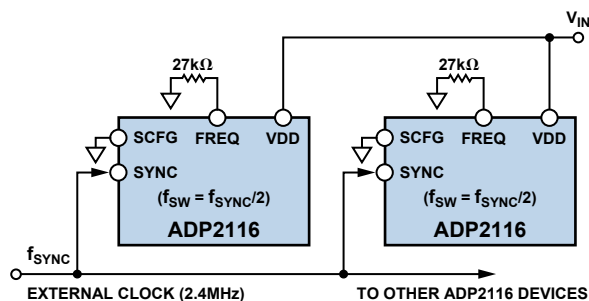 V_IN
27kΩ
27kΩ
SCFG FREQ VDD
SYNC
(f_SW = f_SYNC/2)
ADP2116
SCFG FREQ VDD
SYNC
(f_SW = f_SYNC/2)
ADP2116
f_SYNC
EXTERNAL CLOCK (2.4MHz)
TO OTHER ADP2116 DEVICES